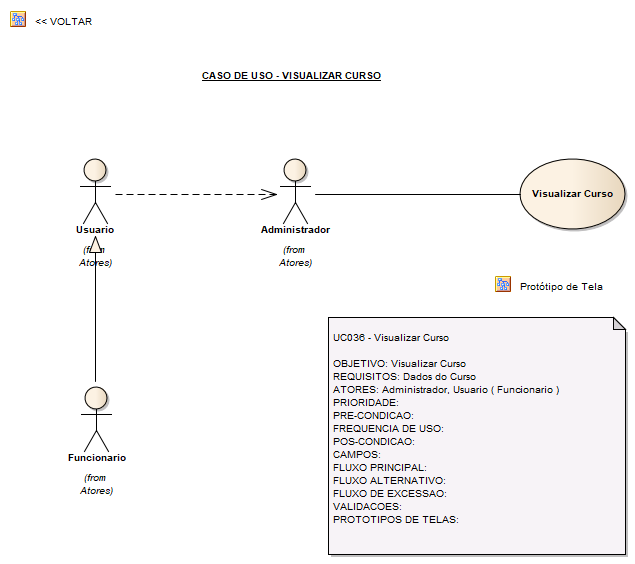 << VOLTAR
CASO DE USO - VISUALIZAR CURSO
Usuario
(from
Atores)
Administrador
(from
Atores)
Visualizar Curso
Protótipo de Tela
UC036 - Visualizar Curso
OBJETIVO: Visualizar Curso
REQUISITOS: Dados do Curso
ATORES: Administrador, Usuario ( Funcionario )
PRIORIDADE:
PRE-CONDICAO:
FREQUENCIA DE USO:
POS-CONDICAO:
CAMPOS:
FLUXO PRINCIPAL:
FLUXO ALTERNATIVO:
FLUXO DE EXCESSAO:
VALIDACOES:
PROTOTIPOS DE TELAS:
Funcionario
(from
Atores)